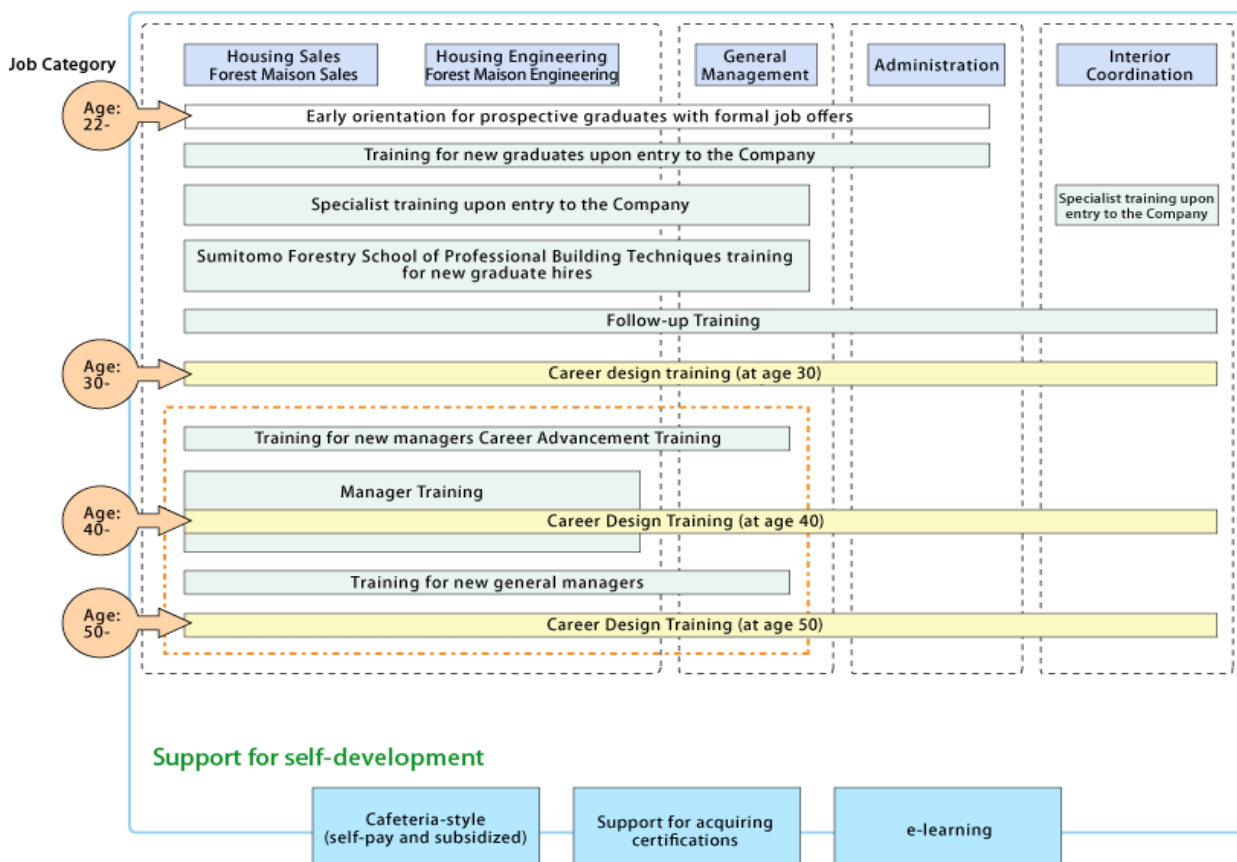 Job Category
Housing Sales
Forest Maison Sales
Housing Engineering
Forest Maison Engineering
General
Management
Administration
Interior
Coordination
Age:
22-
Early orientation for prospective graduates with formal job offers
Training for new graduates upon entry to the Company
Specialist training upon entry to the Company
Specialist training upon
entry to the Company
Sumitomo Forestry School of Professional Building Techniques training
for new graduate hires
Follow-up Training
Age:
30-
Career design training (at age 30)
Training for new managers Career Advancement Training
Manager Training
Age:
40-
Career Design Training (at age 40)
Training for new general managers
Age:
50-
Career Design Training (at age 50)
Support for self-development
Cafeteria-style
(self-pay and subsidized)
Support for acquiring
certifications
e-learning